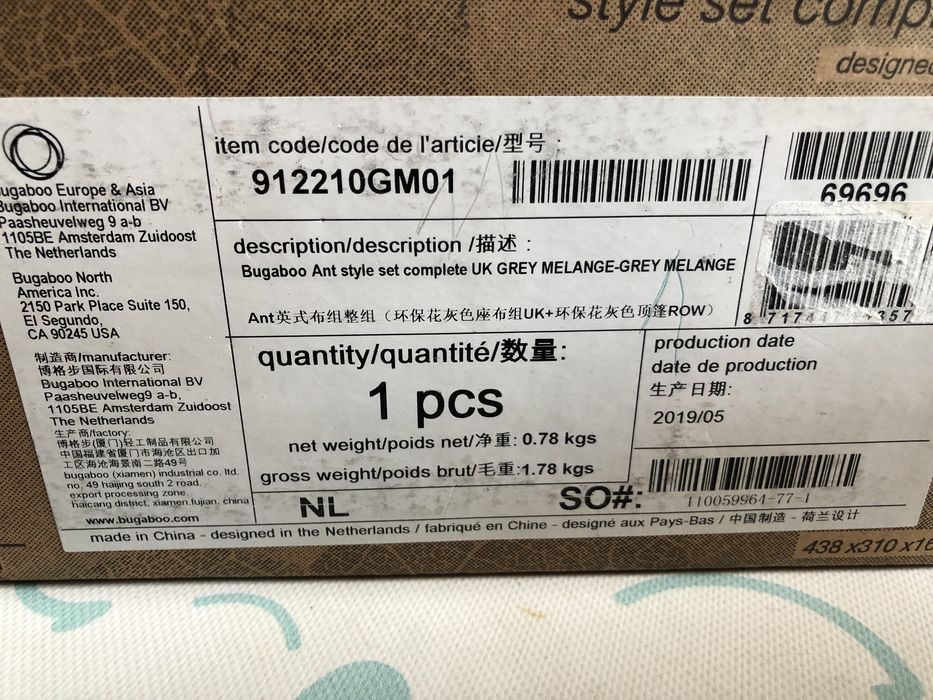 style set comp
designed
ugaboo Europe & Asia
Bugaboo International BV
Paasheuvelweg 9 a-b
1105BE Amsterdam Zuidoost
The Netherlands
Bugaboo North
America Inc.
2150 Park Place Suite 150,
El Segundo,
CA 90245 USA
制造商/manufacturer:
博格步国际有限公司
Bugaboo International BV
Paasheuvelweg9 a-b,
1105BE Amsterdam Zuidoost
The Netherlands
生产商/factory:
博格步(厦门)轻工制品有限公司
中国福建省厦门市海沧区出口加
工区海沧海景南二路49号
bugaboo (xiamen) industrial co. ltd.
no, 49 haijing south 2 road.
export processing zone
haicang district, xiamen,fujian, china
www.bugaboo.com
item code/code de l'article/型号 :
912210GM01
69696
description/description /描述 :
Bugaboo Ant style set complete UK GREY MELANGE-GREY MELANGE
Ant英式布组整组（环保花灰色座布组UK+环保花灰色顶篷ROW）
8 71744 357
quantity/quantité/数量:
1 pcs
net weight/poids net/净重: 0.78 kgs
gross weight/poids brut/毛重:1.78 kgs
production date
date de production
生产日期:
2019/05
NL
SO#:
110059964-77-1
made in China - designed in the Netherlands / fabriqué en Chine - designé aux Pays-Bas / 中国制造 - 荷兰设计
438 x310 x16